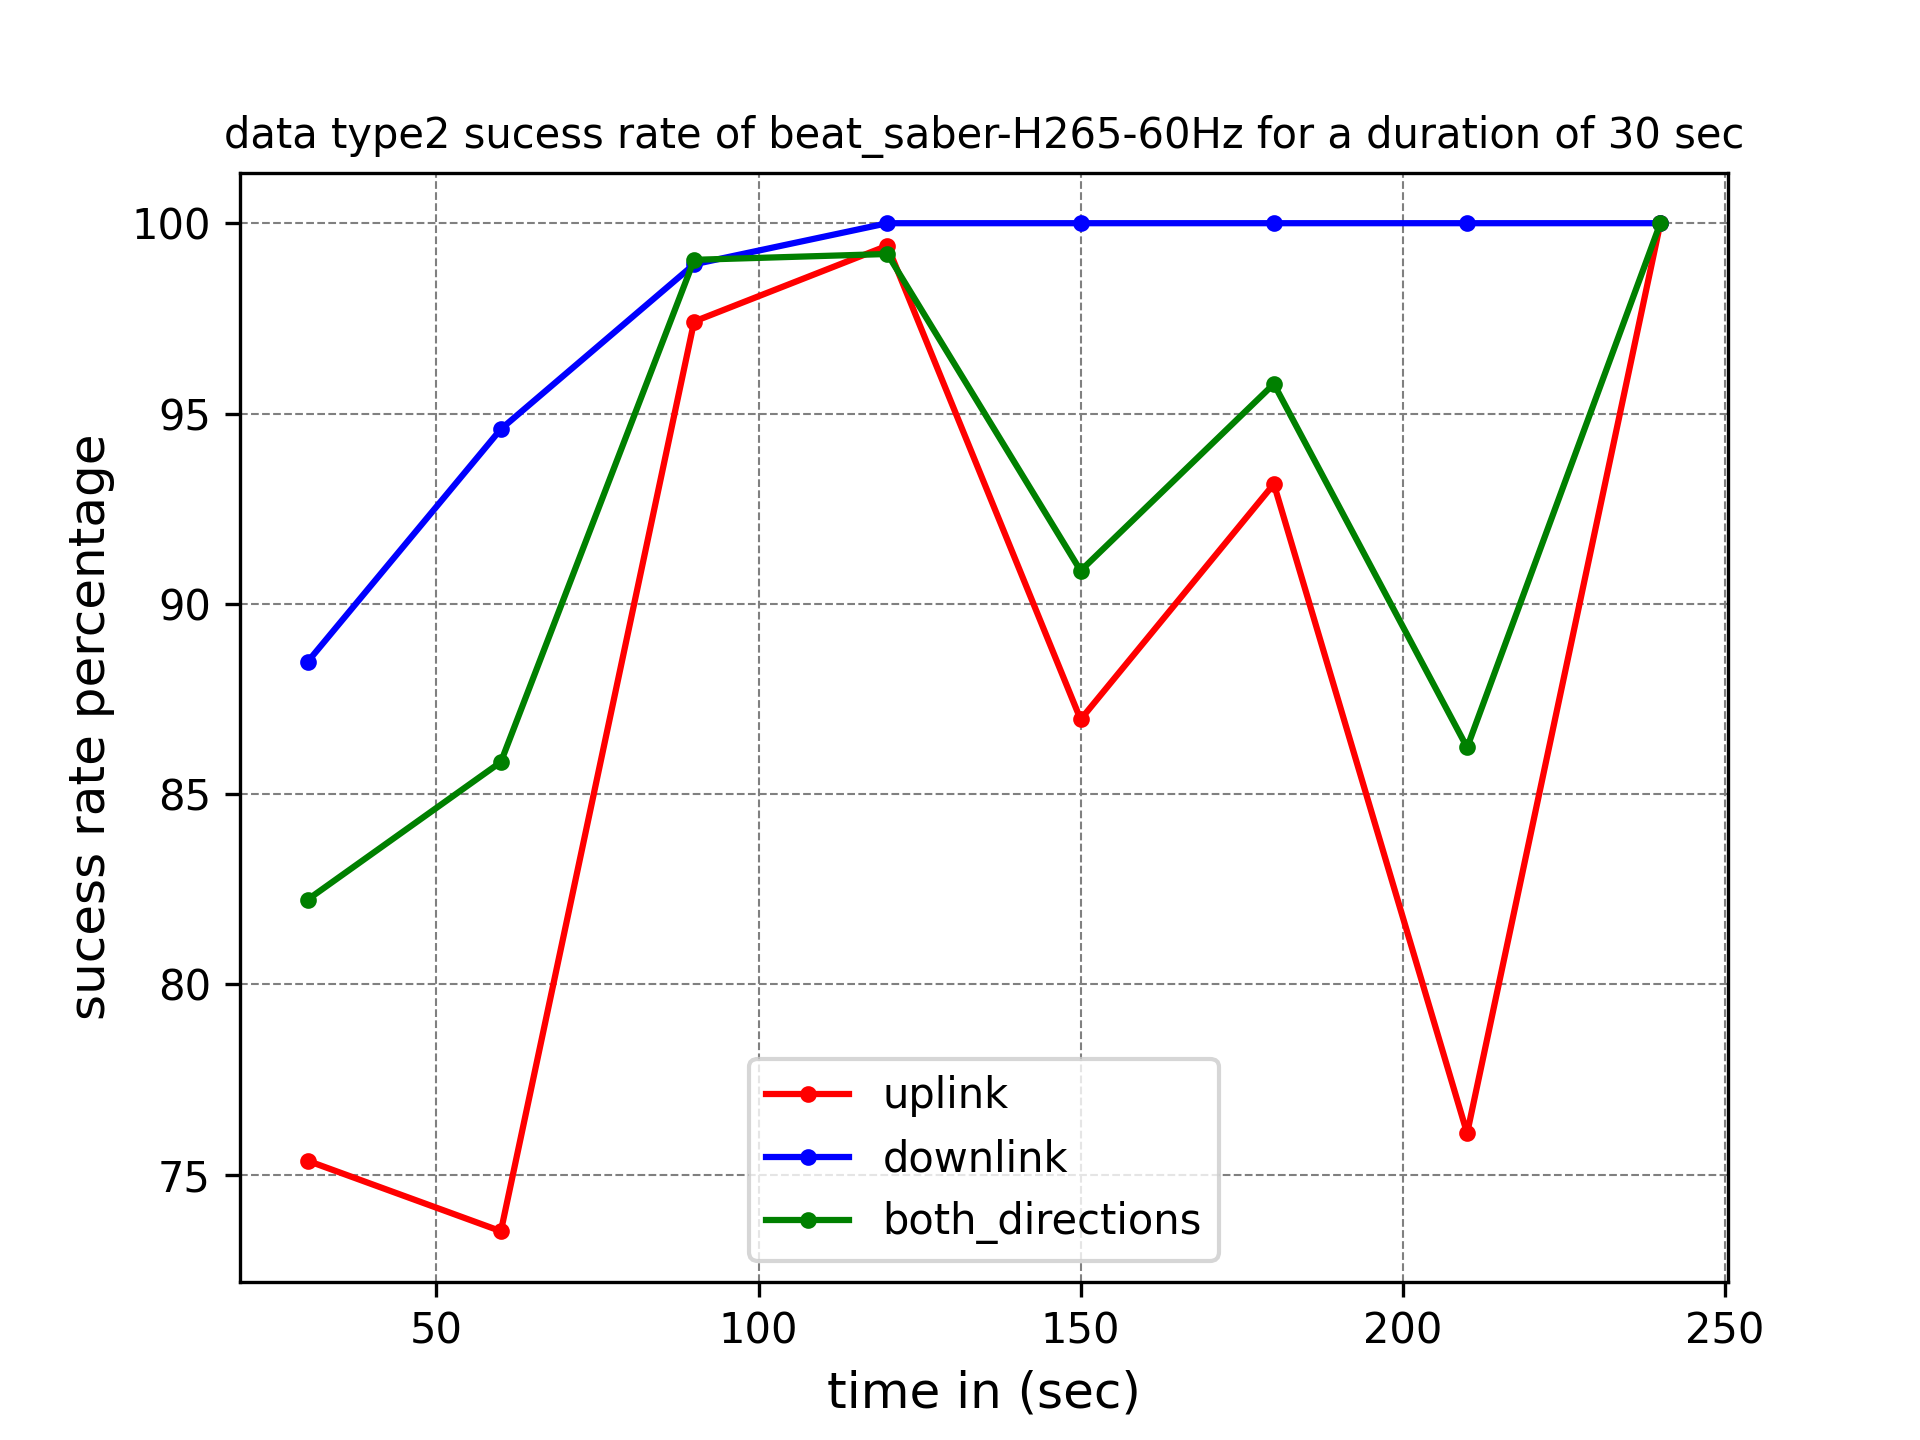 data type2 sucess rate of beat_saber-H265-60Hz for a duration of 30 sec
100
95
90
85
80
75
sucess rate percentage
uplink
downlink
both_directions
50 100 150 200 250
time in (sec)